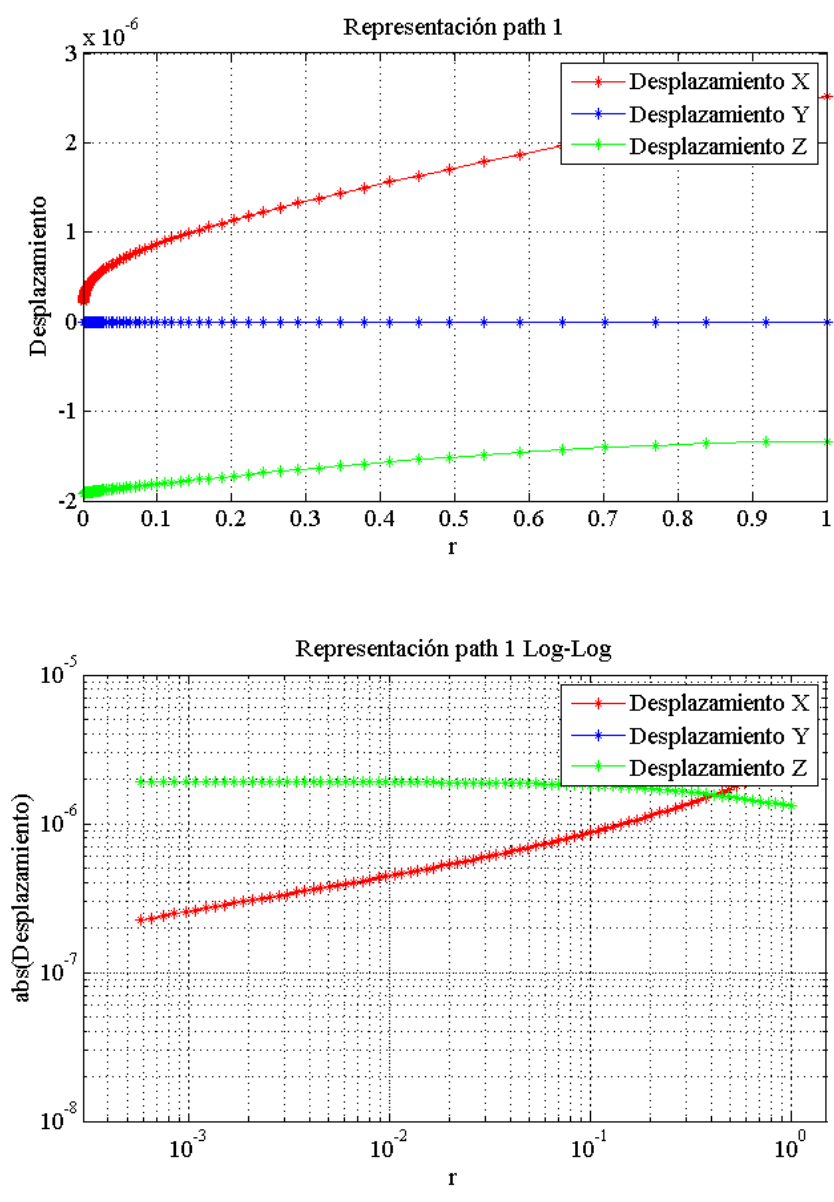 Representación path 1
x 10^-6
3
2
1
0
-1
-2
Desplazamiento
Desplazamiento X
Desplazamiento Y
Desplazamiento Z
0 0.1 0.2 0.3 0.4 0.5 0.6 0.7 0.8 0.9 1
r
Representación path 1 Log-Log
10^-5
10^-6
10^-7
10^-8
abs(Desplazamiento)
Desplazamiento X
Desplazamiento Y
Desplazamiento Z
10^-3 10^-2 10^-1 10^0
r